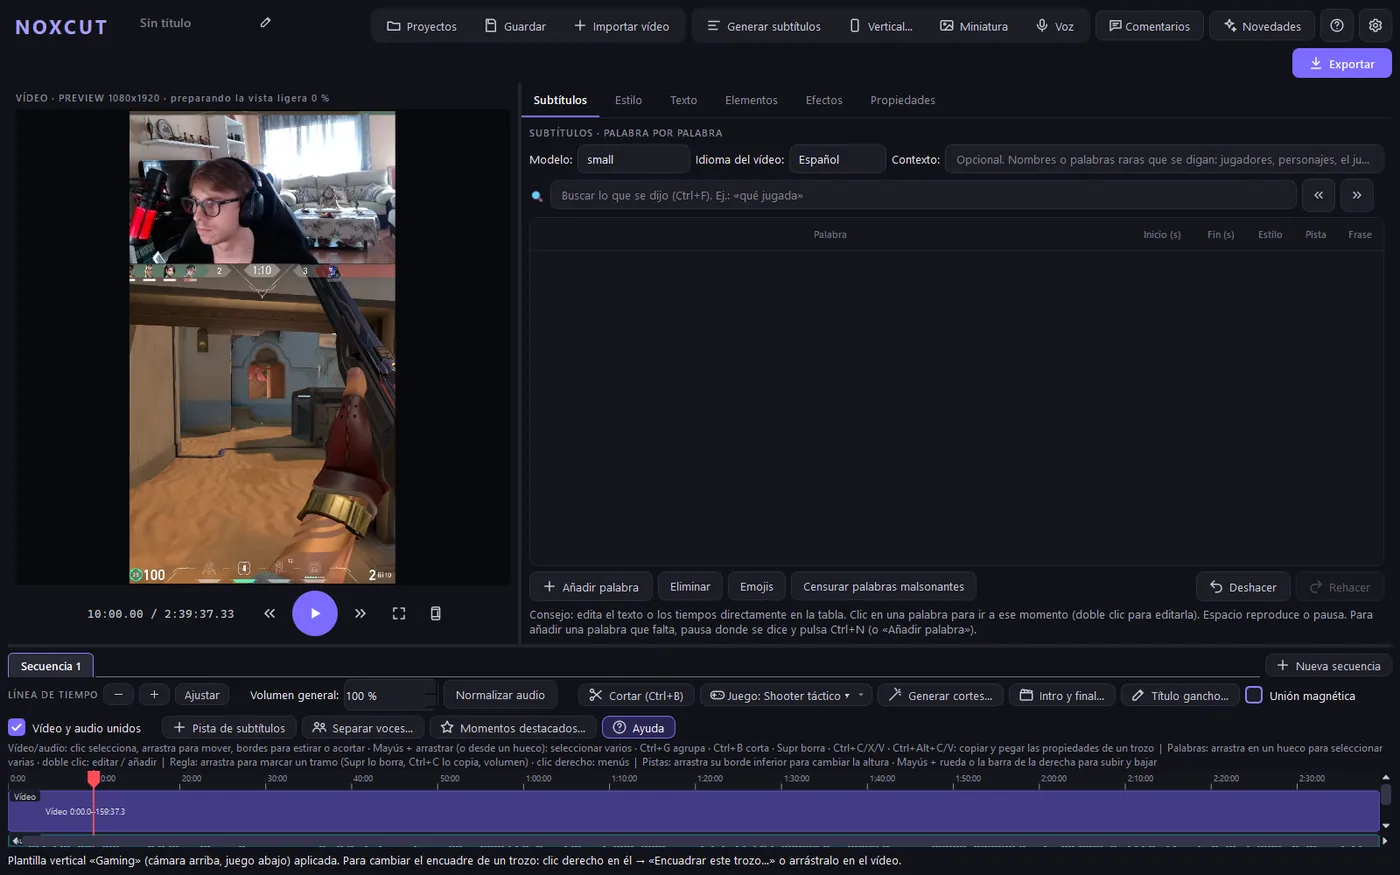 NOXCUT
Sin título
Proyectos
Guardar
Importar vídeo
Generar subtítulos
Vertical...
Miniatura
Voz
Comentarios
Novedades
Exportar
VÍDEO · PREVIEW 1080x1920 · preparando la vista ligera 0 %
2
1:10
3
4
12
25
100
2
10
10:00.00 / 2:39:37.33
Subtítulos
Estilo
Texto
Elementos
Efectos
Propiedades
SUBTÍTULOS · PALABRA POR PALABRA
Modelo: small Idioma del vídeo: Español Contexto: Opcional. Nombres o palabras raras que se digan: jugadores, personajes, el ju...
Buscar lo que se dijo (Ctrl+F). Ej.: «qué jugada»
Palabra Inicio (s) Fin (s) Estilo Pista Frase
Añadir palabra
Eliminar
Emojis
Censurar palabras malsonantes
Deshacer
Rehacer
Consejo: edita el texto o los tiempos directamente en la tabla. Clic en una palabra para ir a ese momento (doble clic para editarla). Espacio reproduce o pausa. Para
añadir una palabra que falta, pausa donde se dice y pulsa Ctrl+N (o «Añadir palabra»).
Secuencia 1
Nueva secuencia
LÍNEA DE TIEMPO
Ajustar
Volumen general: 100 %
Normalizar audio
Cortar (Ctrl+B)
Juego: Shooter táctico ▾
Generar cortes...
Intro y final...
Título gancho...
Unión magnética
Vídeo y audio unidos
Pista de subtítulos
Separar voces...
Momentos destacados...
Ayuda
Vídeo/audio: clic selecciona, arrastra para mover, bordes para estirar o acortar · Mayús + arrastrar (o desde un hueco): seleccionar varios · Ctrl+G agrupa · Ctrl+B corta · Supr borra · Ctrl+C/X/V · Ctrl+Alt+C/V: copiar y pegar las propiedades de un trozo | Palabras: arrastra en un hueco para seleccionar
varias · doble clic: editar / añadir | Regla: arrastra para marcar un tramo (Supr lo borra, Ctrl+C lo copia, volumen) · clic derecho: menús | Pistas: arrastra su borde inferior para cambiar la altura · Mayús + rueda o la barra de la derecha para subir y bajar
0:00 0:00 20:00 30:00 40:00 50:00 1:00:00 1:10:00 1:20:00 1:30:00 1:40:00 1:50:00 2:00:00 2:10:00 2:20:00 2:30:00
Vídeo
Vídeo 0:00.0–159:37.3
Plantilla vertical «Gaming» (cámara arriba, juego abajo) aplicada. Para cambiar el encuadre de un trozo: clic derecho en él → «Encuadrar este trozo...» o arrástralo en el vídeo.